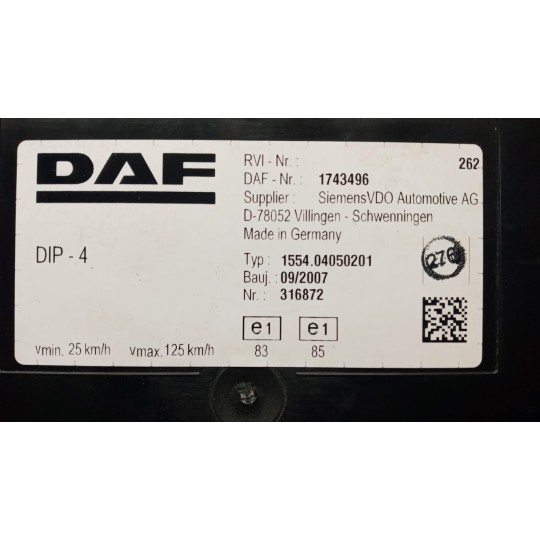 DAF
DIP - 4
vmin. 25 km/h vmax. 125 km/h
RVI - Nr. : 262
DAF - Nr. : 1743496
Supplier : SiemensVDO Automotive AG
D-78052 Villingen - Schwenningen
Made in Germany
Typ : 1554.04050201
Bauj. : 09/2007
Nr. : 316872
276
e1 e1
83 85